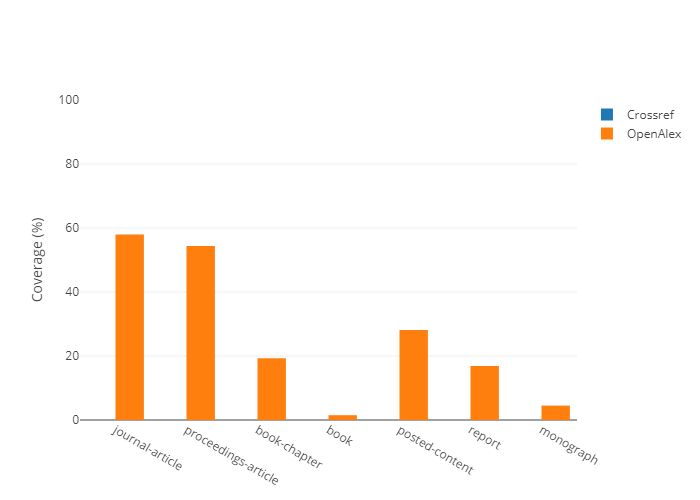 100
80
60
40
20
0
Coverage (%)
journal-article
proceedings-article
book-chapter
book
posted-content
report
monograph
Crossref
OpenAlex